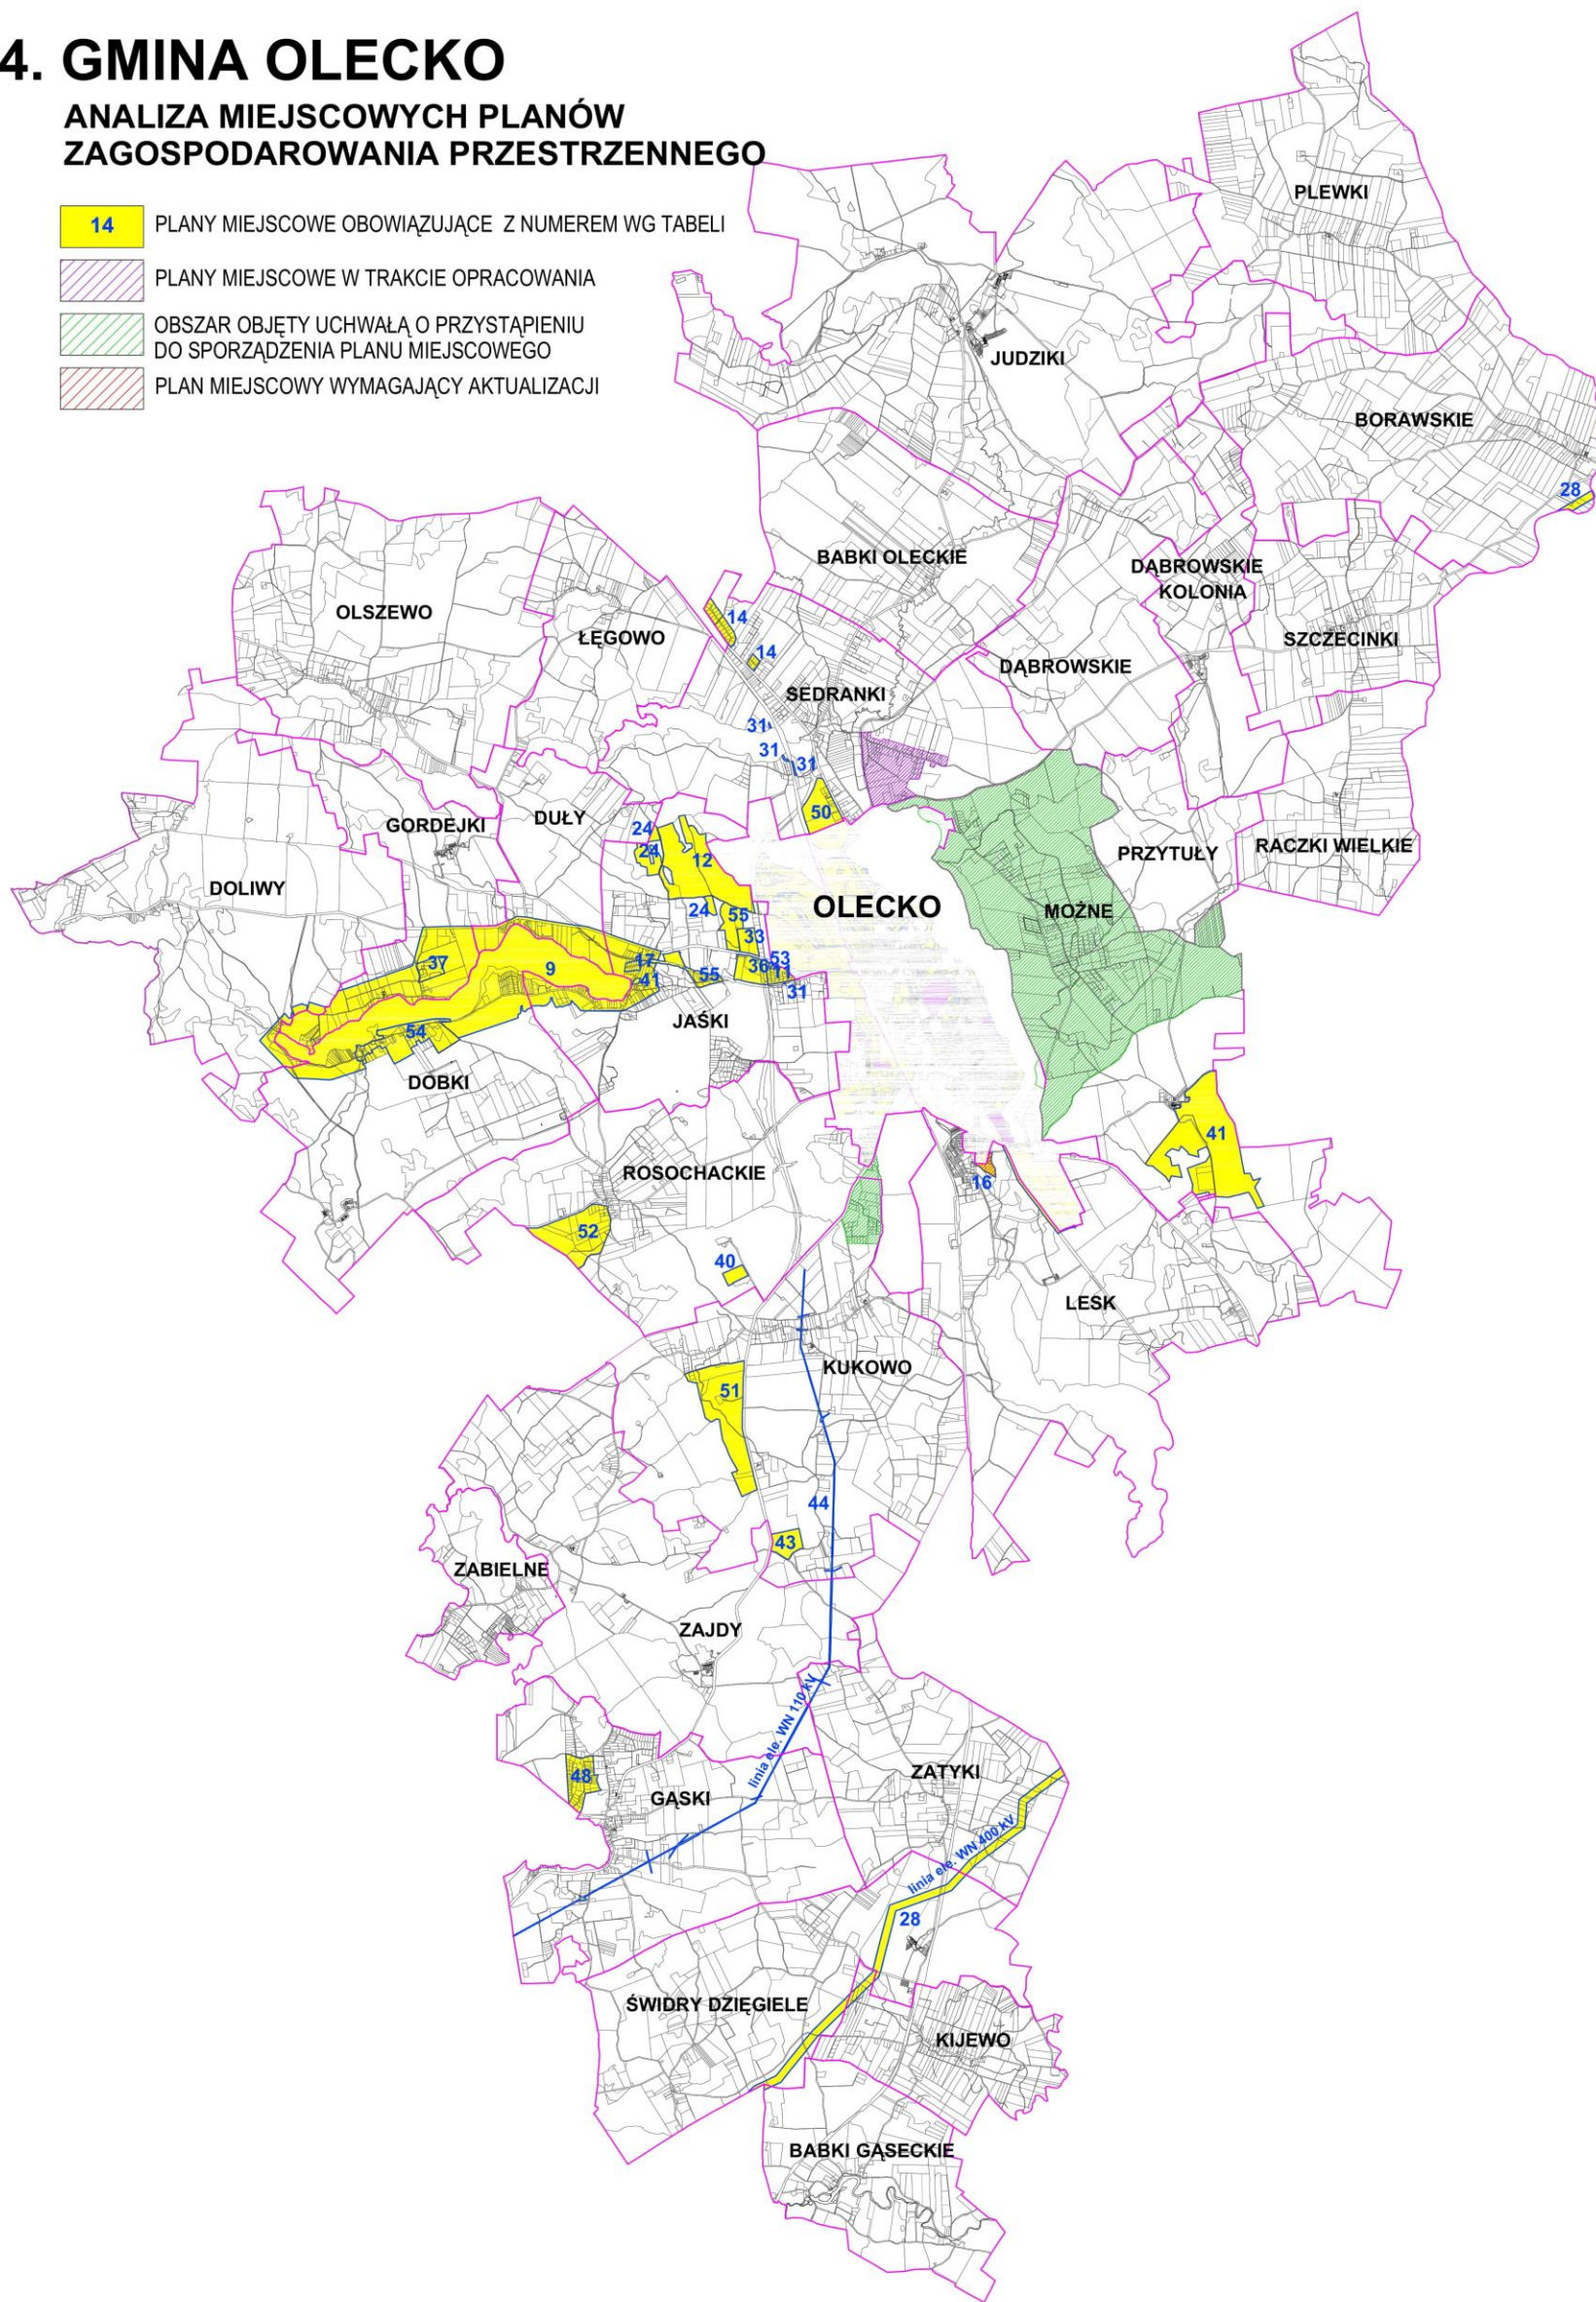 4. GMINA OLECKO
ANALIZA MIEJSCOWYCH PLANÓW
ZAGOSPODAROWANIA PRZESTRZENNEGO
14 PLANY MIEJSCOWE OBOWIĄZUJĄCE Z NUMEREM WG TABELI
PLANY MIEJSCOWE W TRAKCIE OPRACOWANIA
OBSZAR OBJĘTY UCHWAŁĄ O PRZYSTĄPIENIU
DO SPORZĄDZENIA PLANU MIEJSCOWEGO
PLAN MIEJSCOWY WYMAGAJĄCY AKTUALIZACJI
PLEWKI
JUDZIKI
BORAWSKIE
28
BABKI OLECKIE
DĄBROWSKIE
KOLONIA
OLSZEWO
ŁĘGOWO
14
SZCZECINKI
14
DĄBROWSKIE
SEDRANKI
31
31
31
50
DUŁY
GORDEJKI
24
24
12
PRZYTUŁY
RACZKI WIELKIE
DOLIWY
OLECKO
MOŻNE
24
55
33
53
37
9
17
36
11
41
55
31
JAŚKI
54
DOBKI
41
ROSOCHACKIE
16
52
40
LESK
KUKOWO
51
44
43
ZABIELNE
ZAJDY
linia ele. WN 110 kV
ZATYKI
48
GĄSKI
linia ele. WN 400 kV
28
ŚWIDRY DZIĘGIELE
KIJEWO
BABKI GĄSECKIE